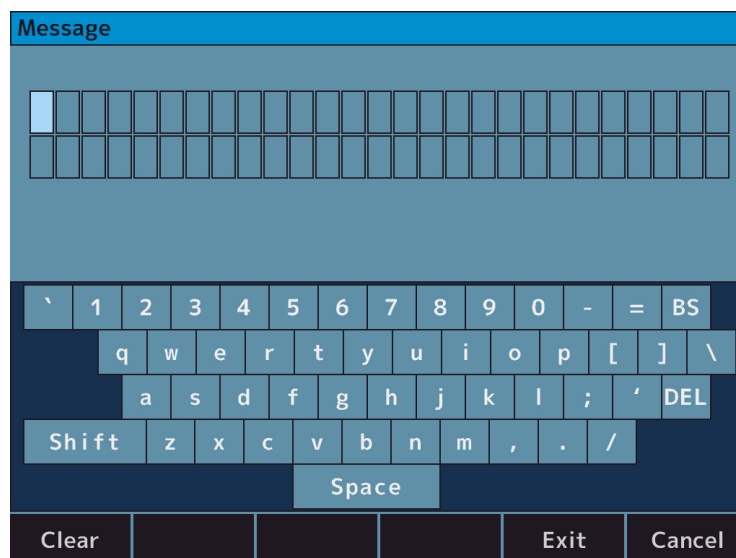 Message
` 1 2 3 4 5 6 7 8 9 0 - = BS
q w e r t y u i o p [ ] \
a s d f g h j k l ; ‘ DEL
Shift z x c v b n m , . /
Space
Clear Exit Cancel